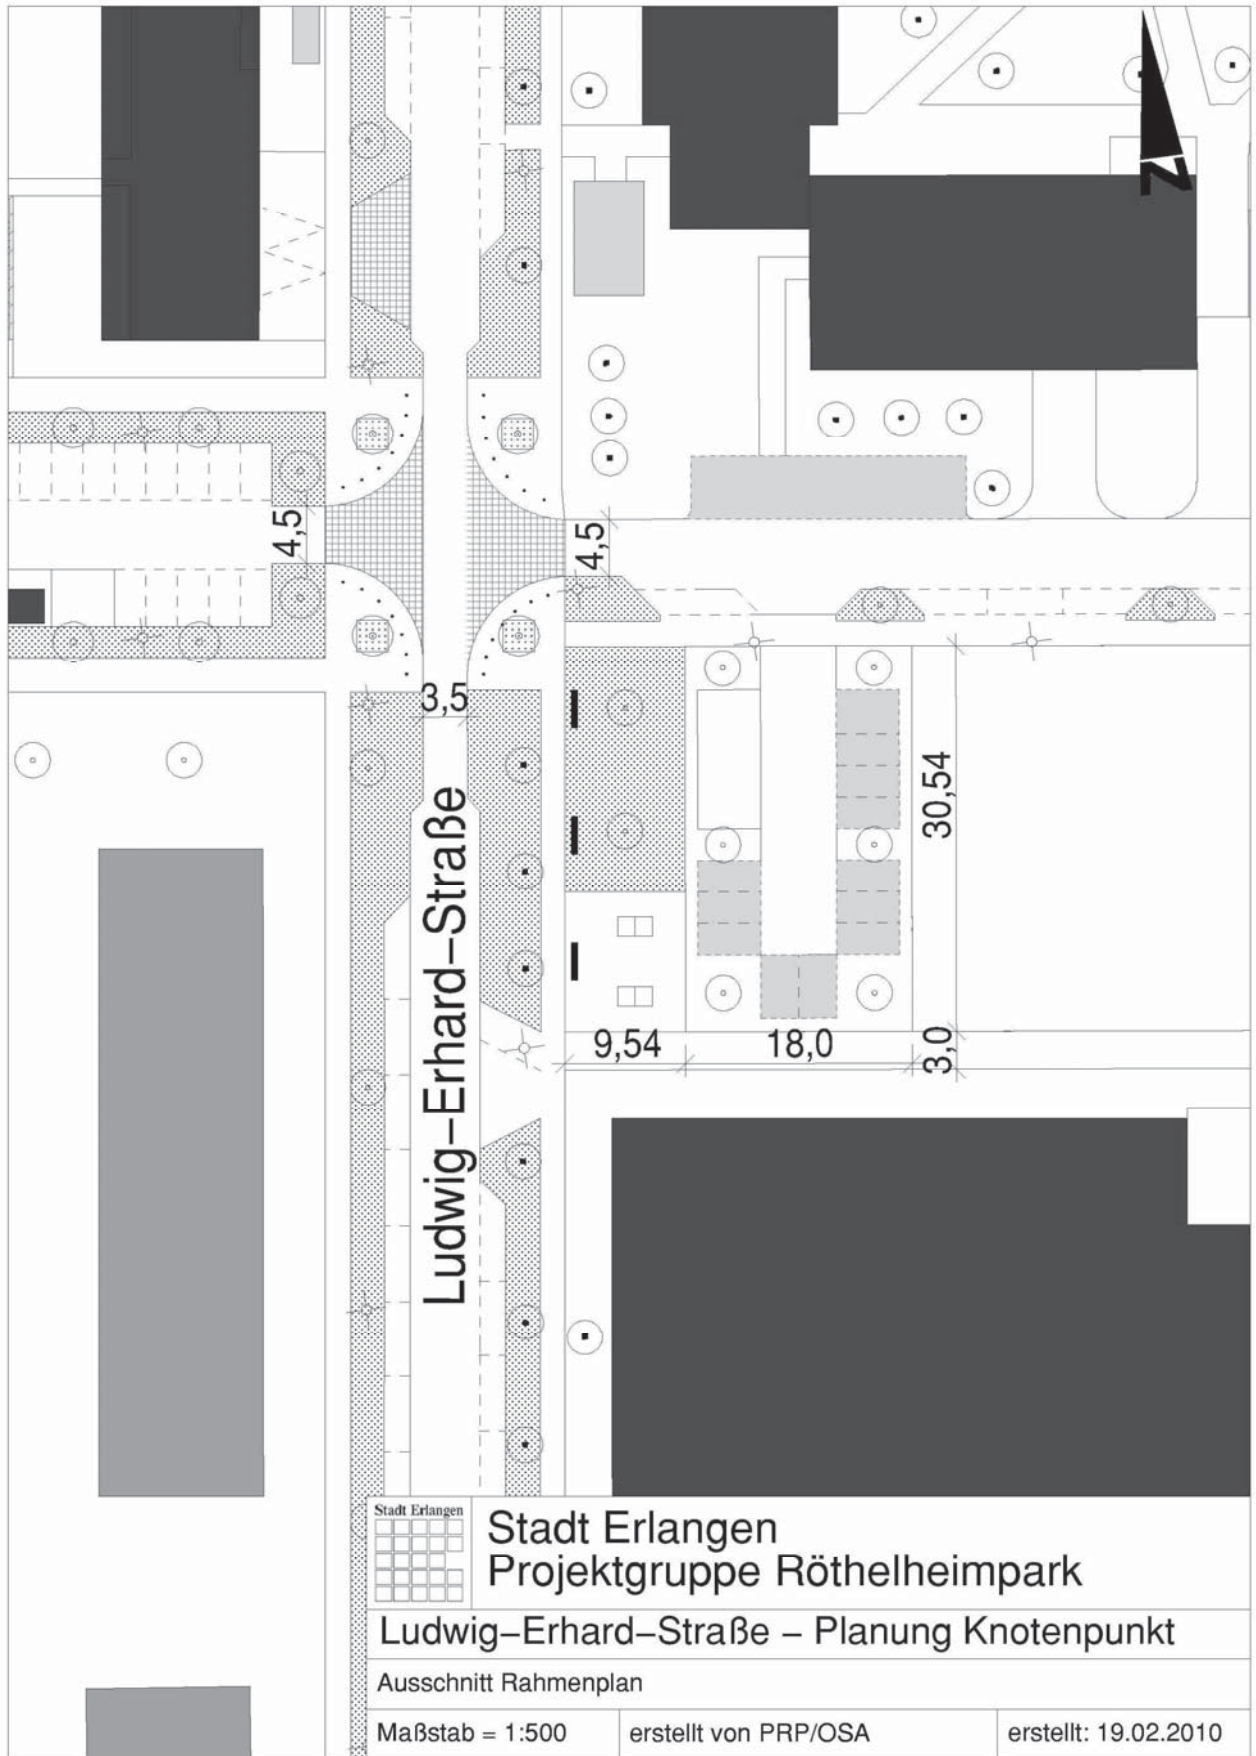 N
4,5
4,5
3,5
30,54
Ludwig–Erhard–Straße
9,54
18,0
3,0
Stadt Erlangen
Stadt Erlangen
Projektgruppe Röthelheimpark
Ludwig–Erhard–Straße – Planung Knotenpunkt
Ausschnitt Rahmenplan
Maßstab = 1:500
erstellt von PRP/OSA
erstellt: 19.02.2010